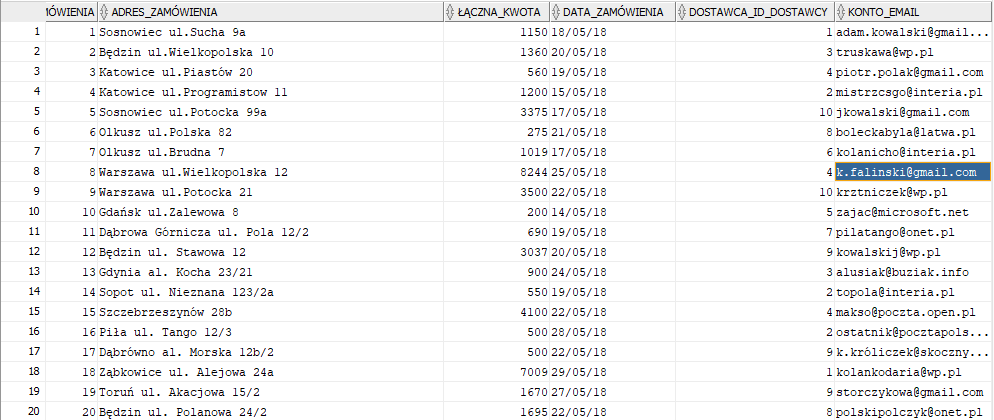 ÓWIENIA ADRES_ZAMÓWIENIA ŁĄCZNA_KWOTA DATA_ZAMÓWIENIA DOSTAWCA_ID_DOSTAWCY KONTO_EMAIL
1 1 Sosnowiec ul.Sucha 9a 1150 18/05/18 1 adam.kowalski@gmail...
2 2 Będzin ul.Wielkopolska 10 1360 20/05/18 3 truskawa@wp.pl
3 3 Katowice ul.Piastów 20 560 19/05/18 4 piotr.polak@gmail.com
4 4 Katowice ul.Programistow 11 1200 15/05/18 2 mistrzcsgo@interia.pl
5 5 Sosnowiec ul.Potocka 99a 3375 17/05/18 10 jkowalski@gmail.com
6 6 Olkusz ul.Polska 82 275 21/05/18 8 boleckabyla@latwa.pl
7 7 Olkusz ul.Brudna 7 1019 17/05/18 6 kolanicho@interia.pl
8 8 Warszawa ul.Wielkopolska 12 8244 25/05/18 4 k.falinski@gmail.com
9 9 Warszawa ul.Potocka 21 3500 22/05/18 10 krztniczek@wp.pl
10 10 Gdańsk ul.Zalewowa 8 200 14/05/18 5 zajac@microsoft.net
11 11 Dąbrowa Górnicza ul. Pola 12/2 690 19/05/18 7 pilatango@onet.pl
12 12 Będzin ul. Stawowa 12 3037 20/05/18 9 kowalskij@wp.pl
13 13 Gdynia al. Kocha 23/21 900 24/05/18 3 alusiak@buziak.info
14 14 Sopot ul. Nieznana 123/2a 550 19/05/18 2 topola@interia.pl
15 15 Szczebrzeszynów 28b 4100 22/05/18 4 makso@poczta.open.pl
16 16 Piła ul. Tango 12/3 500 28/05/18 2 ostatnik@pocztapols...
17 17 Dąbrówno al. Morska 12b/2 500 22/05/18 9 k.króliczek@skoczny...
18 18 Ząbkowice ul. Alejowa 24a 7009 29/05/18 1 kolankodaria@wp.pl
19 19 Toruń ul. Akacjowa 15/2 1670 27/05/18 9 storczykowa@gmail.com
20 20 Będzin ul. Polanowa 24/2 1695 22/05/18 8 polskipolczyk@onet.pl